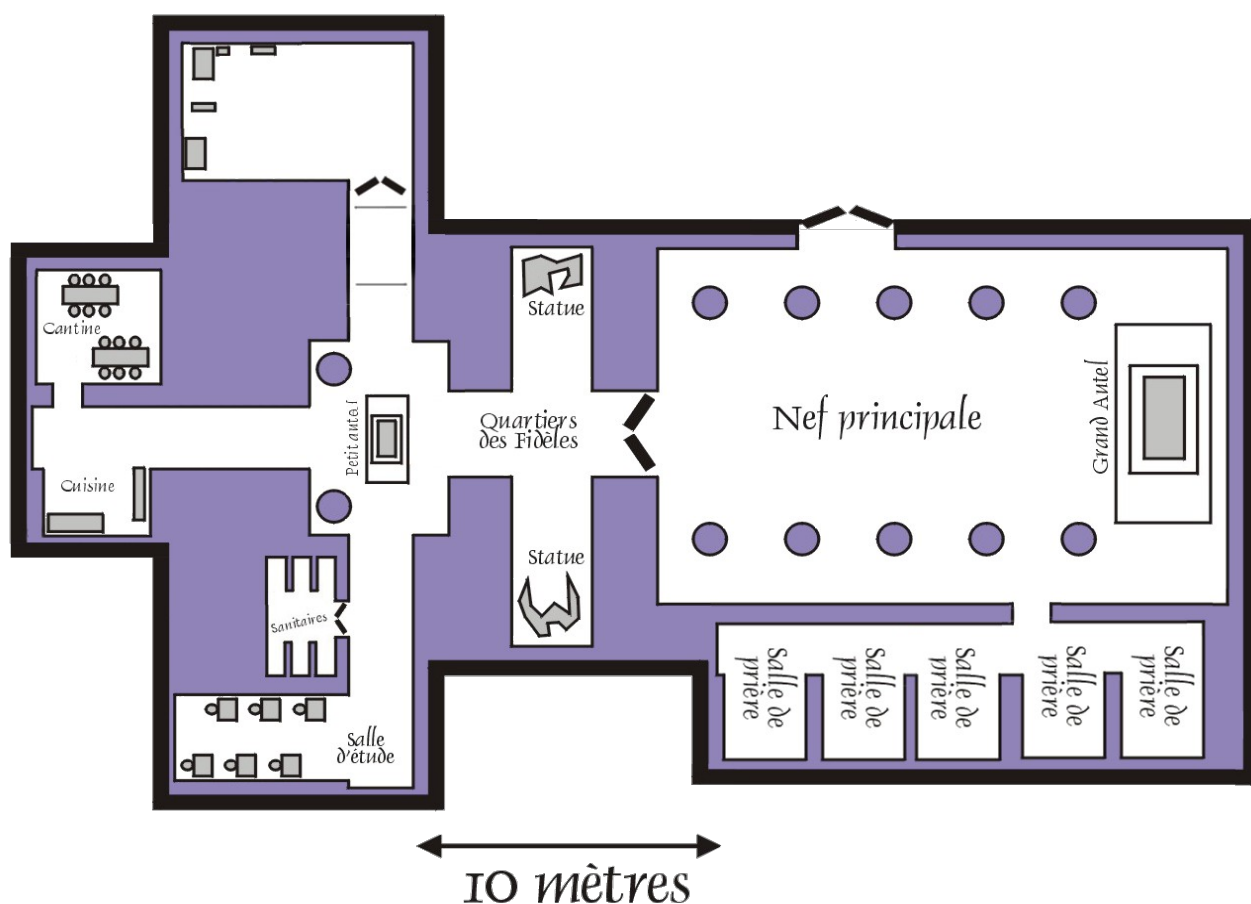 Cantine
Cuisine
Petit autel
Sanitaires
Salle
d'étude
Statue
Quartiers
des Fidèles
Statue
Nef principale
Grand Autel
Salle de
prière
Salle de
prière
Salle de
prière
Salle de
prière
Salle de
prière
10 mètres